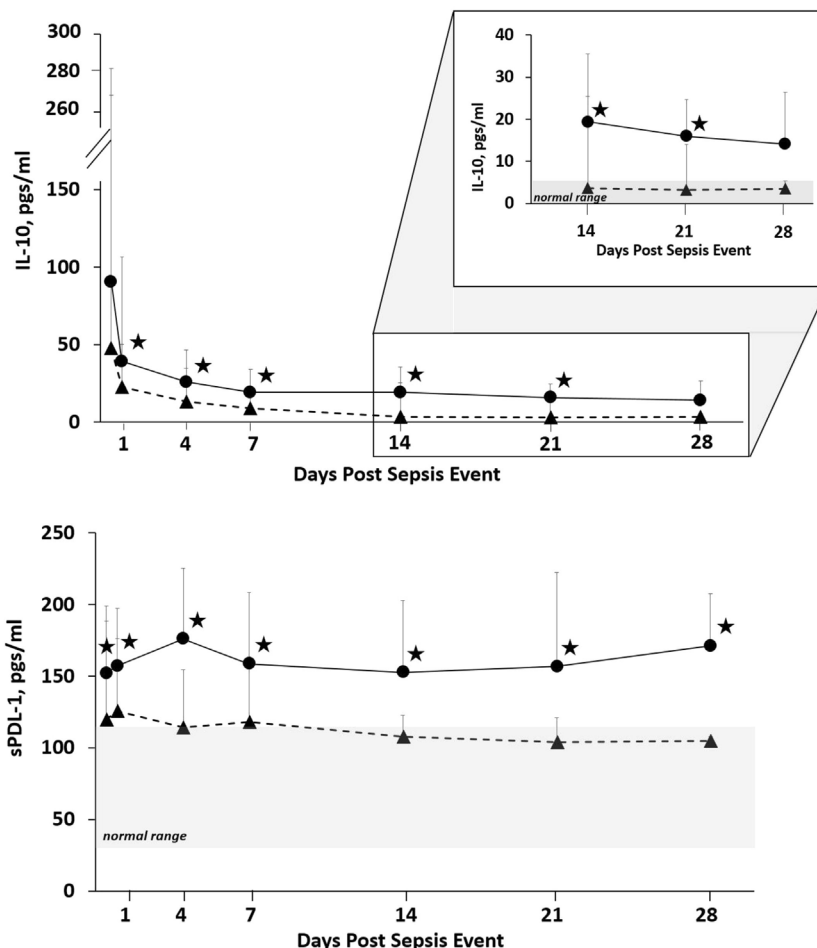 300
280
260
150
100
50
0
IL-10, pgs/ml
1 4 7 14 21 28
Days Post Sepsis Event
40
30
20
10
0
IL-10, pgs/ml
normal range
14 21 28
Days Post Sepsis Event
250
200
150
100
50
0
sPDL-1, pgs/ml
normal range
1 4 7 14 21 28
Days Post Sepsis Event